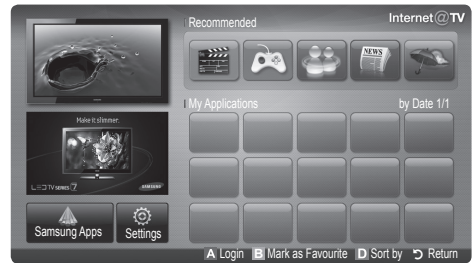 Internet@TV
Recommended
NEWS
My Applications by Date 1/1
Make it slimmer.
LED TV SERIES 7 SAMSUNG
Samsung Apps Settings
A Login B Mark as Favourite D Sort by Return